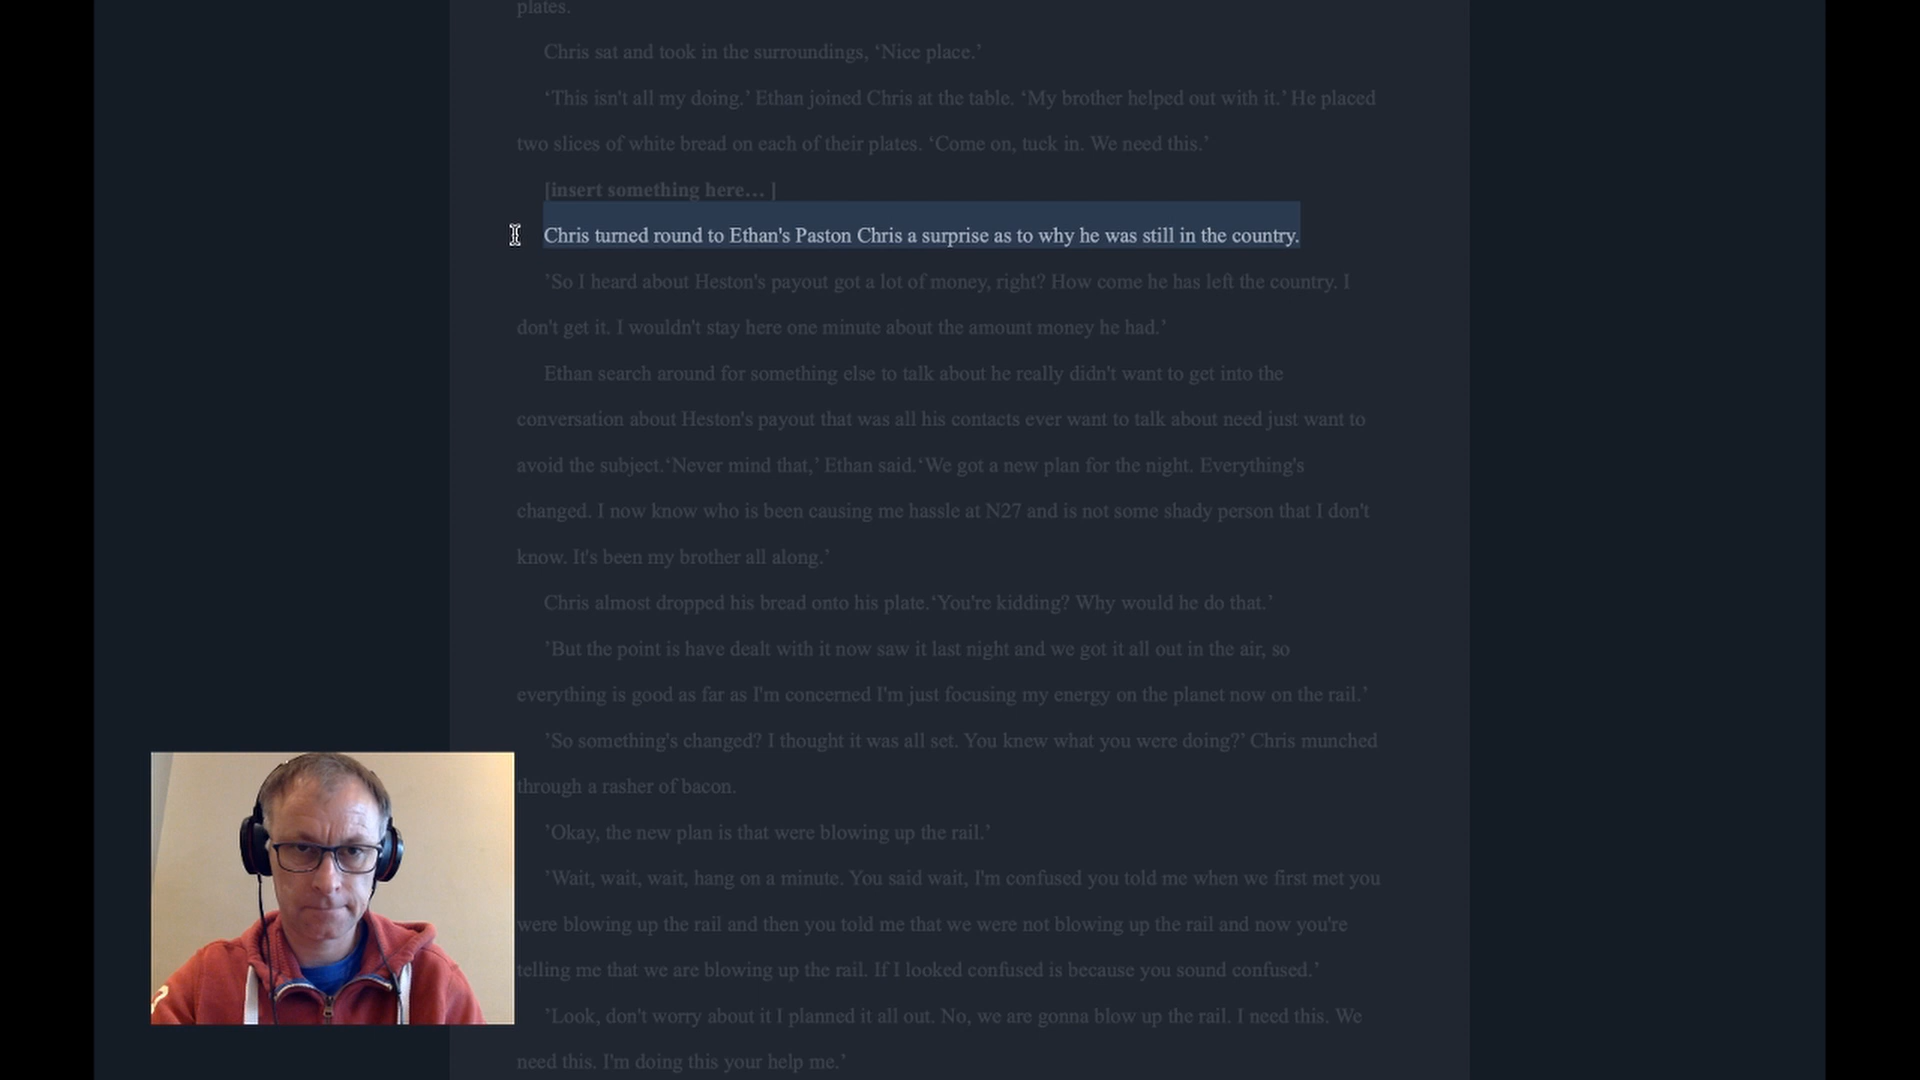 plates.
Chris sat and took in the surroundings, ‘Nice place.’
‘This isn't all my doing.’ Ethan joined Chris at the table. ‘My brother helped out with it.’ He placed
two slices of white bread on each of their plates. ‘Come on, tuck in. We need this.’
[insert something here… ]
Chris turned round to Ethan's Paston Chris a surprise as to why he was still in the country.
’So I heard about Heston's payout got a lot of money, right? How come he has left the country. I
don't get it. I wouldn't stay here one minute about the amount money he had.’
Ethan search around for something else to talk about he really didn't want to get into the
conversation about Heston's payout that was all his contacts ever want to talk about need just want to
avoid the subject.‘Never mind that,’ Ethan said.‘We got a new plan for the night. Everything's
changed. I now know who is been causing me hassle at N27 and is not some shady person that I don't
know. It's been my brother all along.’
Chris almost dropped his bread onto his plate.‘You're kidding? Why would he do that.’
’But the point is have dealt with it now saw it last night and we got it all out in the air, so
everything is good as far as I'm concerned I'm just focusing my energy on the planet now on the rail.’
’So something's changed? I thought it was all set. You knew what you were doing?’ Chris munched
through a rasher of bacon.
’Okay, the new plan is that were blowing up the rail.’
’Wait, wait, wait, hang on a minute. You said wait, I'm confused you told me when we first met you
were blowing up the rail and then you told me that we were not blowing up the rail and now you're
telling me that we are blowing up the rail. If I looked confused is because you sound confused.’
’Look, don't worry about it I planned it all out. No, we are gonna blow up the rail. I need this. We
need this. I'm doing this your help me.’